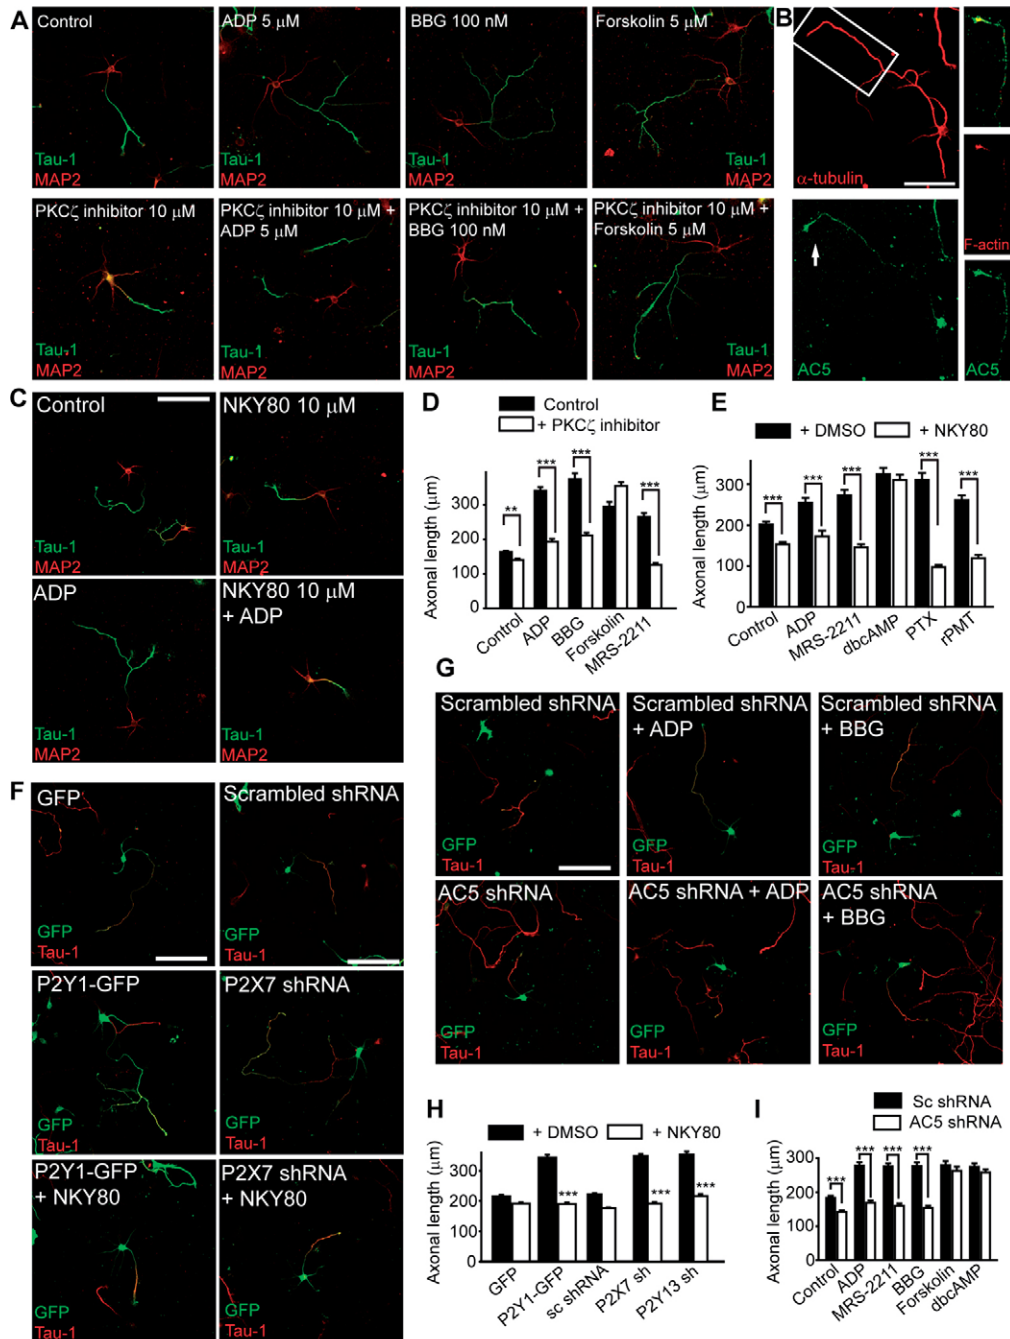 A
Control
Tau-1
MAP2
ADP 5 μM
Tau-1
MAP2
BBG 100 nM
Tau-1
MAP2
Forskolin 5 μM
Tau-1
MAP2
PKCζ inhibitor 10 μM
Tau-1
MAP2
PKCζ inhibitor 10 μM +
ADP 5 μM
Tau-1
MAP2
PKCζ inhibitor 10 μM +
BBG 100 nM
Tau-1
MAP2
PKCζ inhibitor 10 μM +
Forskolin 5 μM
Tau-1
MAP2
B
α-tubulin
F-actin
AC5
AC5
C
Control
Tau-1
MAP2
NKY80 10 μM
Tau-1
MAP2
ADP
Tau-1
MAP2
NKY80 10 μM
+ ADP
Tau-1
MAP2
D
Control
+ PKCζ inhibitor
Axonal length (μm)
300
200
100
0
**
***
***
***
Control
ADP
BBG
Forskolin
MRS-2211
E
+ DMSO
+ NKY80
Axonal length (μm)
300
200
100
0
***
***
***
***
***
Control
ADP
MRS-2211
dbcAMP
PTX
rPMT
F
GFP
GFP
Tau-1
Scrambled shRNA
GFP
Tau-1
P2Y1-GFP
GFP
Tau-1
P2X7 shRNA
GFP
Tau-1
P2Y1-GFP
+ NKY80
GFP
Tau-1
P2X7 shRNA
+ NKY80
GFP
Tau-1
G
Scrambled shRNA
GFP
Tau-1
Scrambled shRNA
+ ADP
GFP
Tau-1
Scrambled shRNA
+ BBG
GFP
Tau-1
AC5 shRNA
GFP
Tau-1
AC5 shRNA + ADP
GFP
Tau-1
AC5 shRNA
+ BBG
GFP
Tau-1
H
+ DMSO
+ NKY80
Axonal length (μm)
300
200
100
0
***
***
***
GFP
P2Y1-GFP
sc shRNA
P2X7 sh
P2Y13 sh
I
Sc shRNA
AC5 shRNA
Axonal length (μm)
300
200
100
0
***
***
***
***
Control
ADP
MRS-2211
BBG
Forskolin
dbcAMP